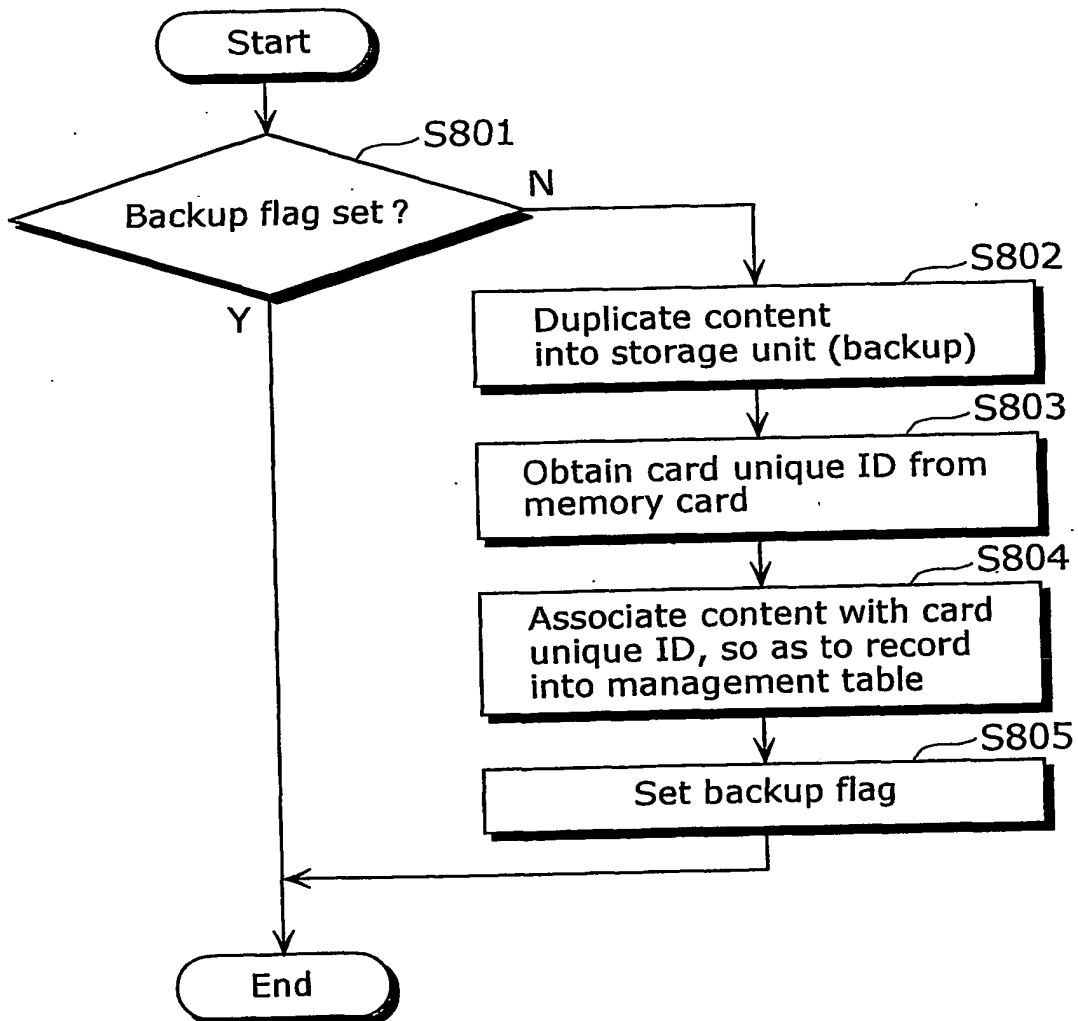 Start
S801
Backup flag set ?
N
Y
S802
Duplicate content
into storage unit (backup)
S803
Obtain card unique ID from
memory card
S804
Associate content with card
unique ID, so as to record
into management table
S805
Set backup flag
End